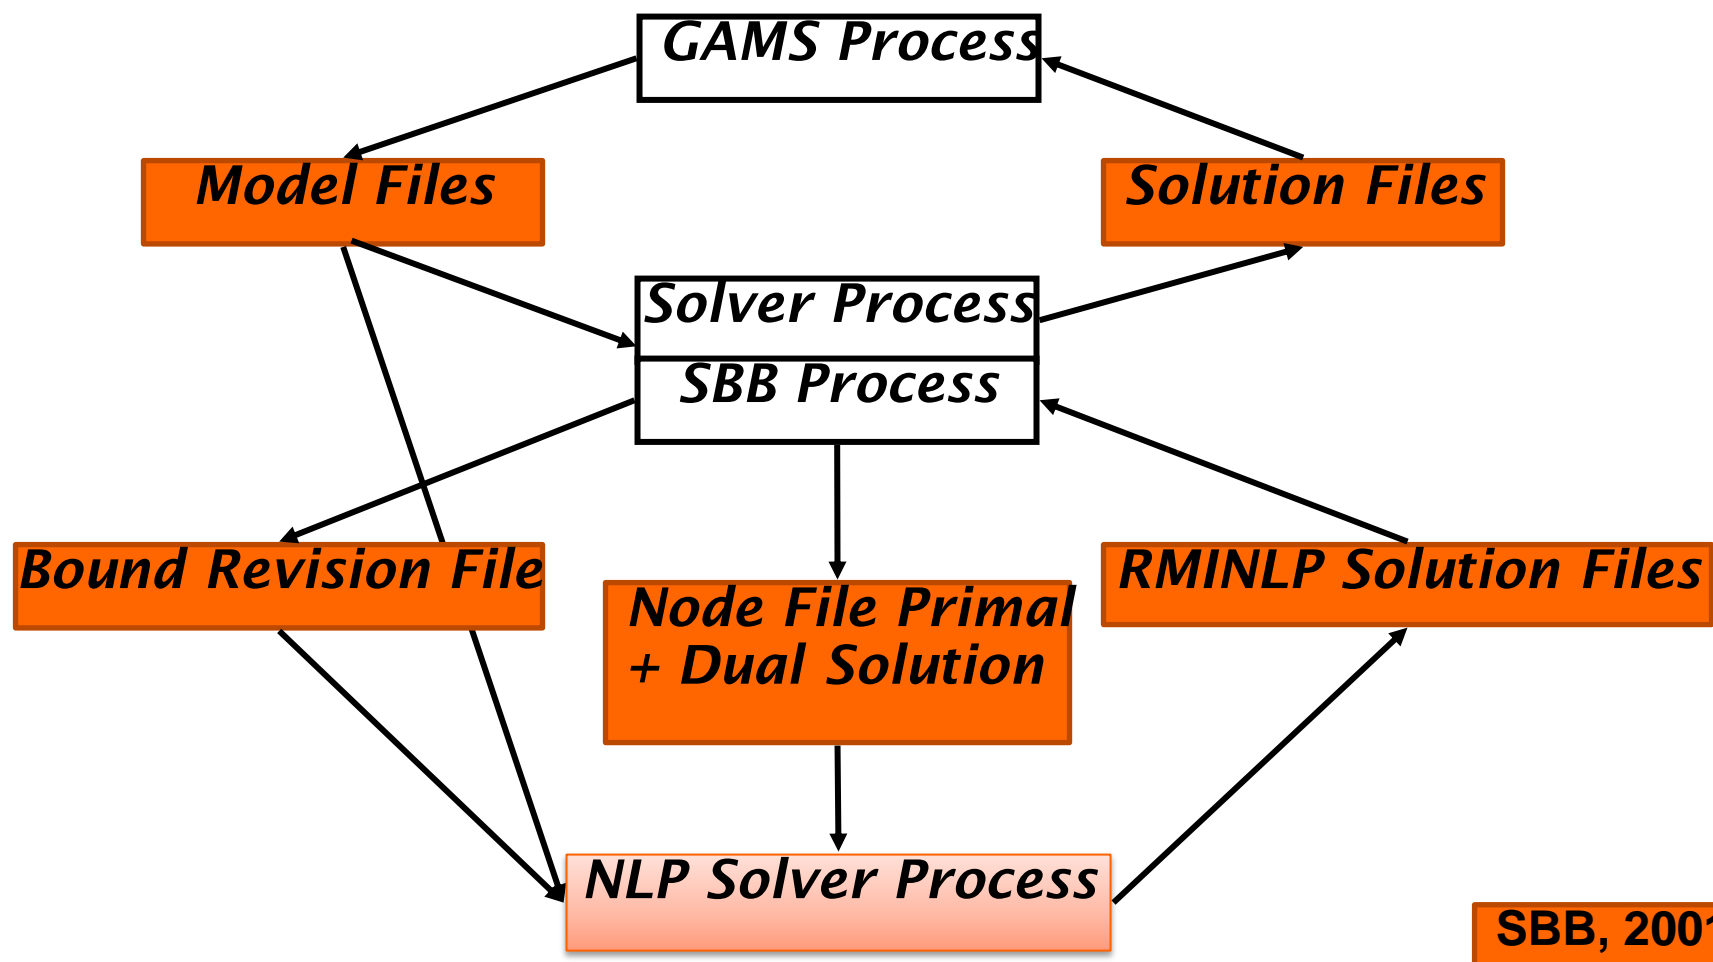 GAMS Process
Model Files
Solution Files
Solver Process
SBB Process
Bound Revision File
Node File Primal
+ Dual Solution
RMINLP Solution Files
NLP Solver Process
SBB, 2001